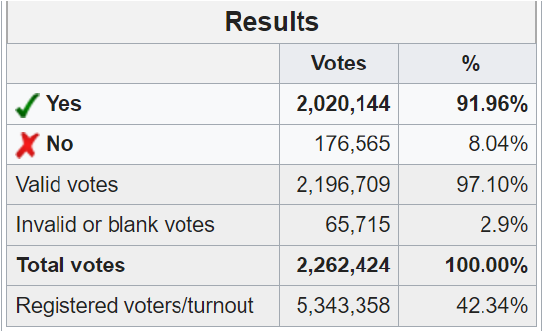 Results
Votes %
Yes 2,020,144 91.96%
No 176,565 8.04%
Valid votes 2,196,709 97.10%
Invalid or blank votes 65,715 2.9%
Total votes 2,262,424 100.00%
Registered voters/turnout 5,343,358 42.34%